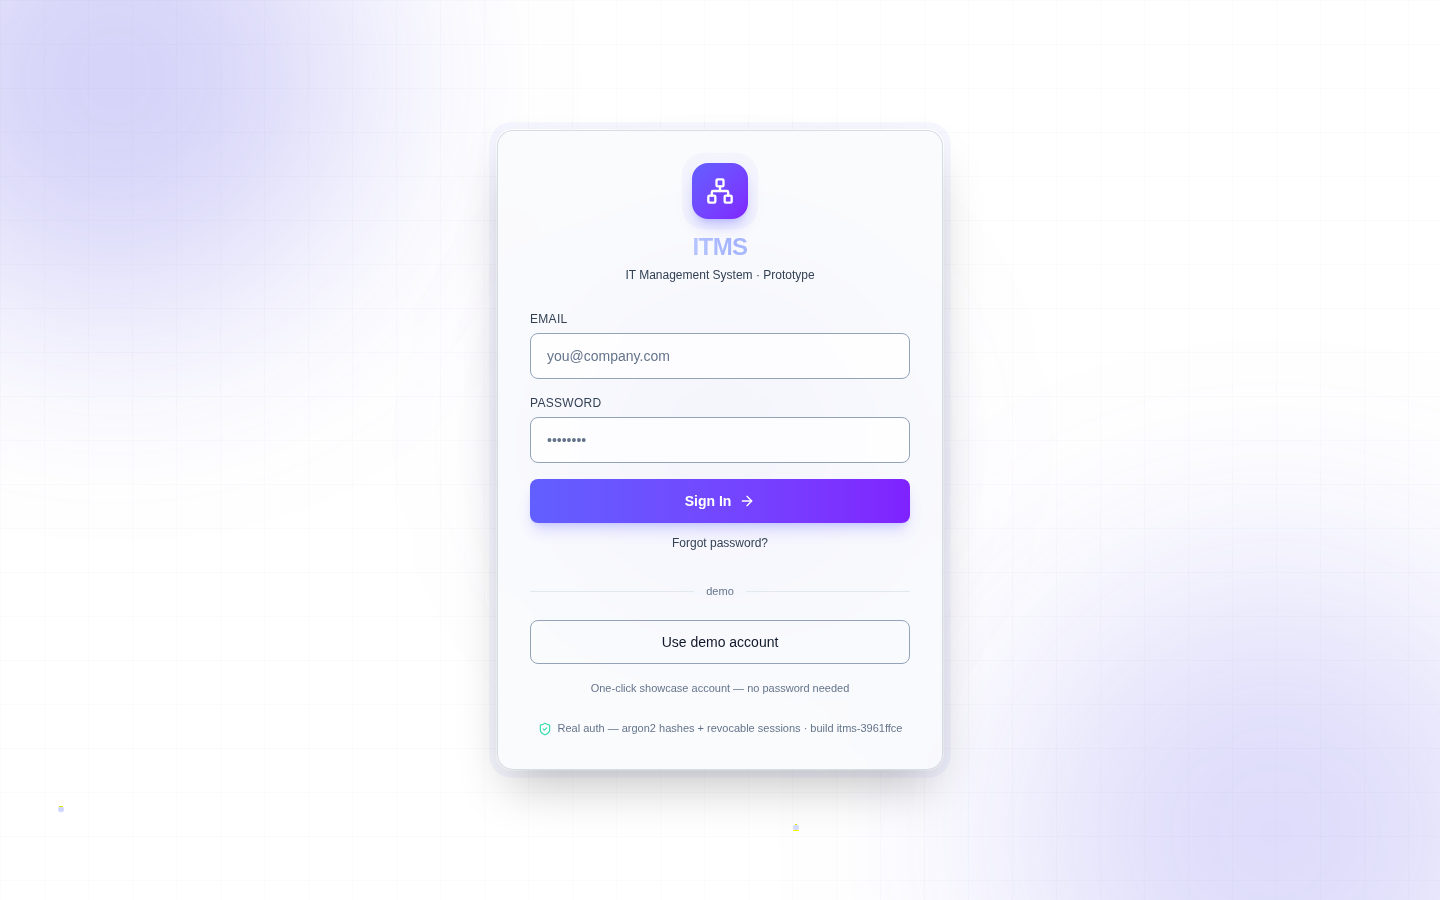 ITMS
IT Management System · Prototype
EMAIL
you@company.com
PASSWORD
••••••••
Sign In
Forgot password?
demo
Use demo account
One-click showcase account — no password needed
Real auth — argon2 hashes + revocable sessions · build itms-3961ffce